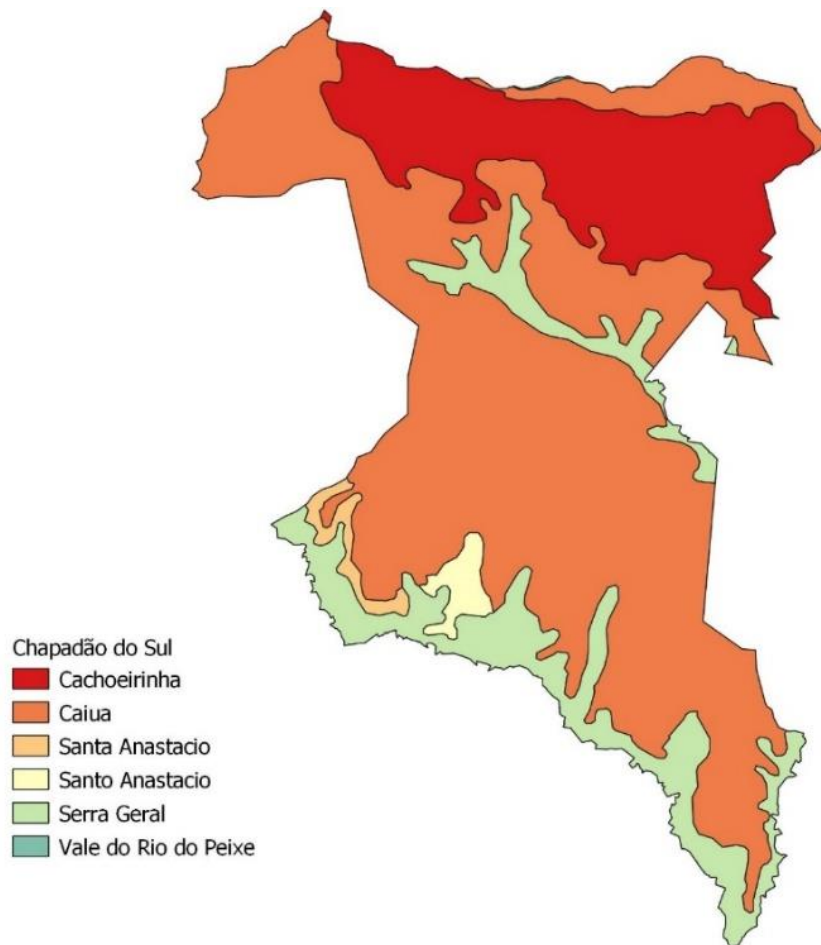 Chapadão do Sul
Cachoeirinha
Caiua
Santa Anastacio
Santo Anastacio
Serra Geral
Vale do Rio do Peixe